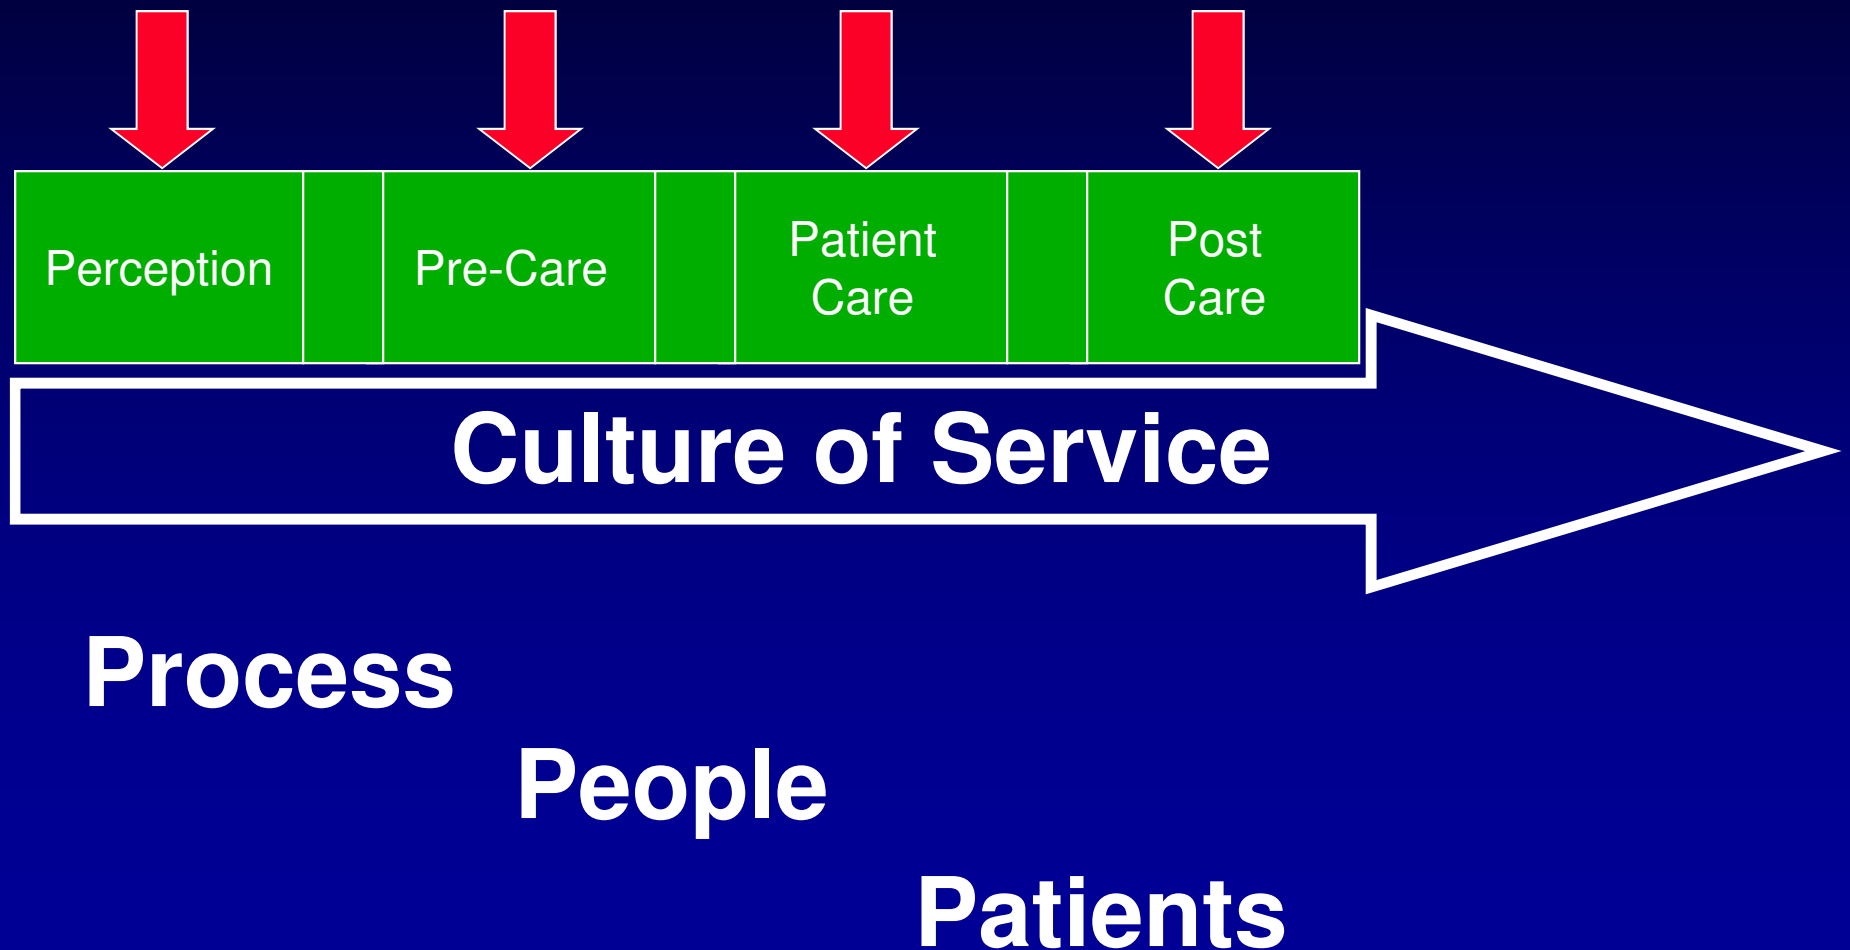 Perception
Pre-Care
Patient
Care
Post
Care
Culture of Service
Process
People
Patients